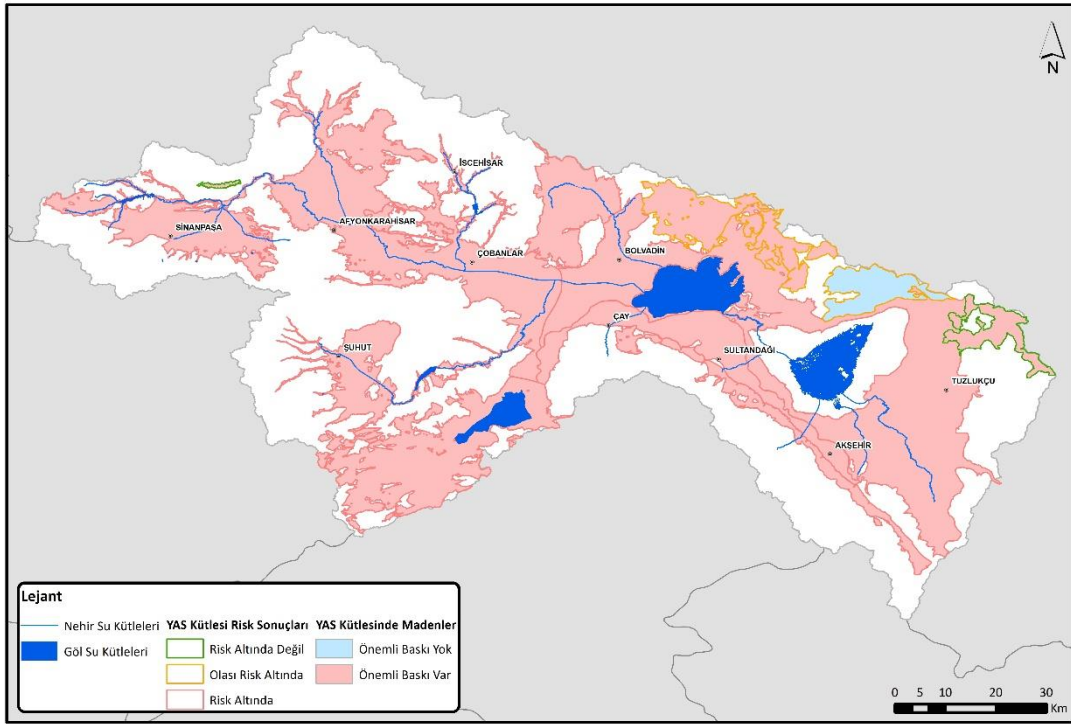 N
İSCEHİSAR
SİNANPAŞA
AFYONKARAHİSAR
ÇOBANLAR
BOLVADİN
ÇAY
ŞUHUT
SULTANDAĞI
TUZLUKÇU
AKŞEHİR
Lejant
Nehir Su Kütleleri
Göl Su Kütleleri
YAS Kütlesi Risk Sonuçları
Risk Altında Değil
Olası Risk Altında
Risk Altında
YAS Kütlesinde Madenler
Önemli Baskı Yok
Önemli Baskı Var
0 5 10 20 30
Km